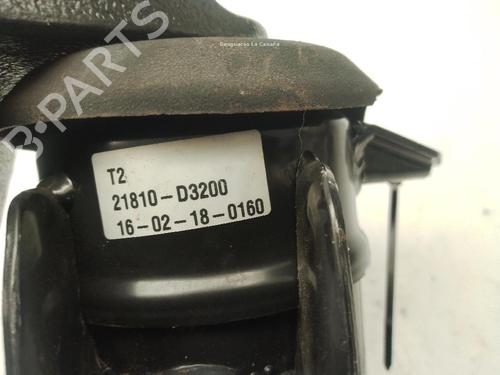 Desguaces La Cabaña
B-PARTS
T2
21810-D3200
16-02-18-0160